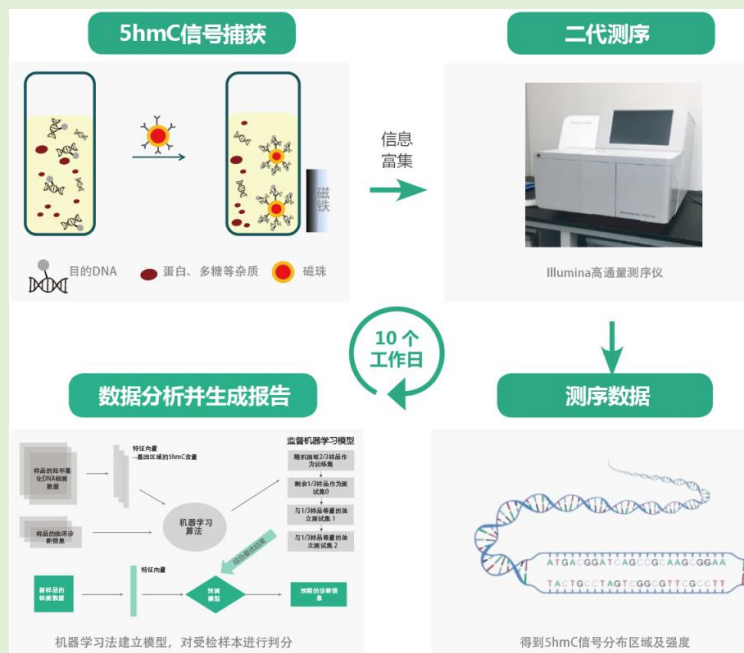 5hmC信号捕获
二代测序
磁铁
信息
富集
目的DNA
蛋白、多糖等杂质
磁珠
Illumina高通量测序仪
10 个
工作日
数据分析并生成报告
测序数据
监督机器学习模型
特征向量
…基因区域的5hmC含量
化DNA检测
数据
随机抽取2/3样品作
为训练集
剩余1/3样品作为测
试集0
机器学习
算法
与1/3样品等量的独
立测试集 1
样品的临床诊
断信息
与1/3样品等量的独
立测试集 2
新样品的
检测数据
特征向量
预测
模型
预期的诊断信
息
机器学习法建立模型，对受检样本进行判分
ATGACGGATCAGCCGCAAGCGGAA
TACTGCCTAGTCGGCGTTCGCCTT
得到5hmC信号分布区域及强度